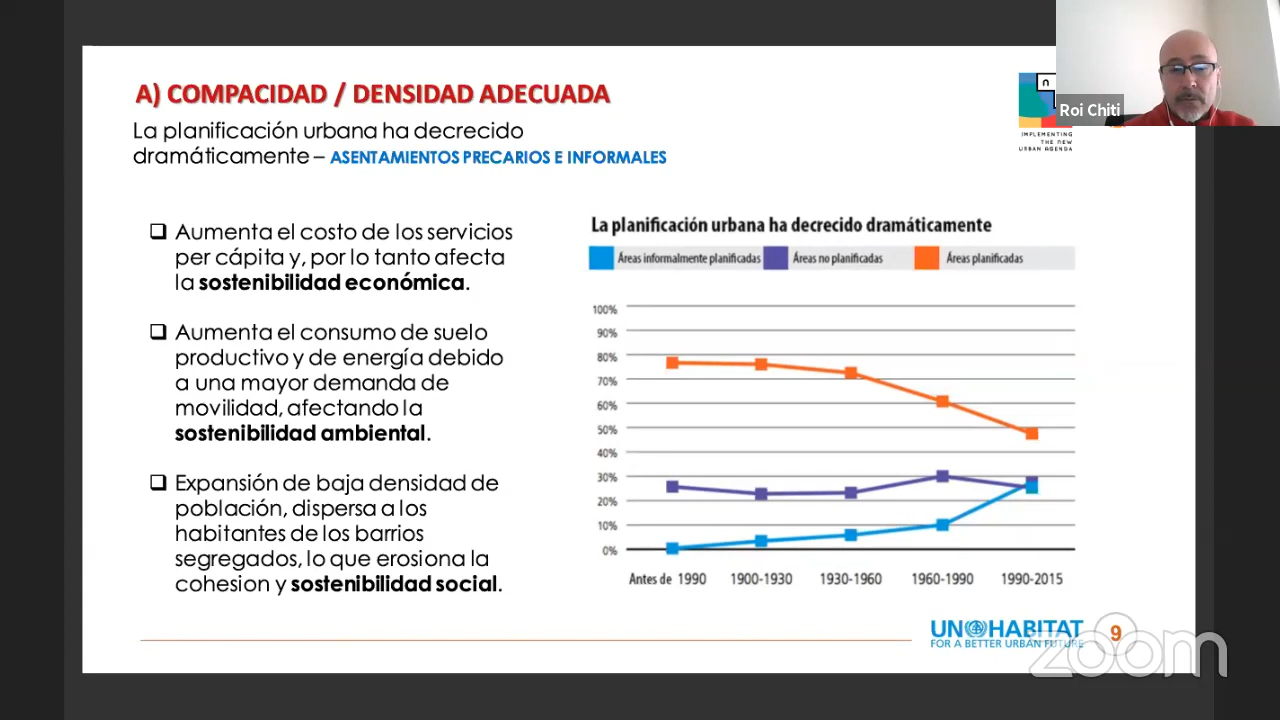 A) COMPACIDAD / DENSIDAD ADECUADA
La planificación urbana ha decrecido
dramáticamente – ASENTAMIENTOS PRECARIOS E INFORMALES
n
IMPLEMENTING
THE NEW
URBAN AGENDA
Roi Chiti
❑ Aumenta el costo de los servicios
per cápita y, por lo tanto afecta
la sostenibilidad económica.
❑ Aumenta el consumo de suelo
productivo y de energía debido
a una mayor demanda de
movilidad, afectando la
sostenibilidad ambiental.
❑ Expansión de baja densidad de
población, dispersa a los
habitantes de los barrios
segregados, lo que erosiona la
cohesion y sostenibilidad social.
La planificación urbana ha decrecido dramáticamente
Áreas informalmente planificadas Áreas no planificadas Áreas planificadas
100%
90%
80%
70%
60%
50%
40%
30%
20%
10%
0%
Antes de 1990 1900-1930 1930-1960 1960-1990 1990-2015
UN HABITAT
FOR A BETTER URBAN FUTURE
9
zoom